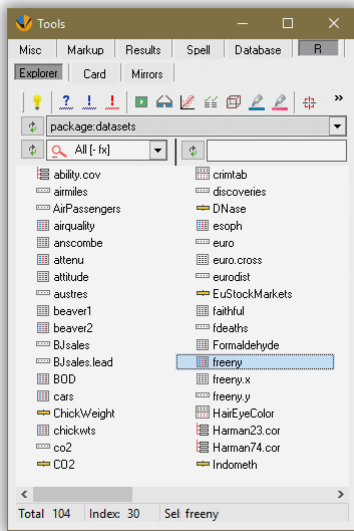 Tools
Misc Markup Results Spell Database R
Explorer Card Mirrors
package:datasets
All [- fx]
ability.cov
airmiles
AirPassengers
airquality
anscombe
attenu
attitude
austres
beaver1
beaver2
BJsales
BJsales.lead
BOD
cars
ChickWeight
chickwts
co2
CO2
crimtab
discoveries
DNase
esoph
euro
euro.cross
eurodist
EuStockMarkets
faithful
fdeaths
Formaldehyde
freeny
freeny.x
freeny.y
HairEyeColor
Harman23.cor
Harman74.cor
Indometh
Total 104 Index: 30 Sel: freeny